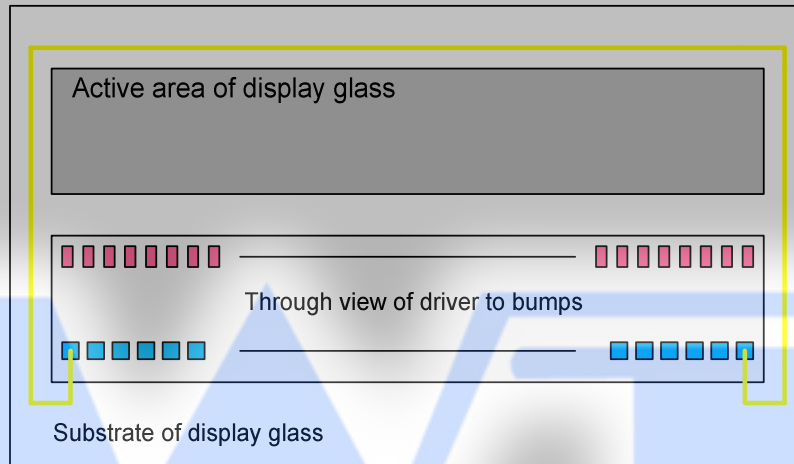 Active area of display glass
Through view of driver to bumps
Substrate of display glass